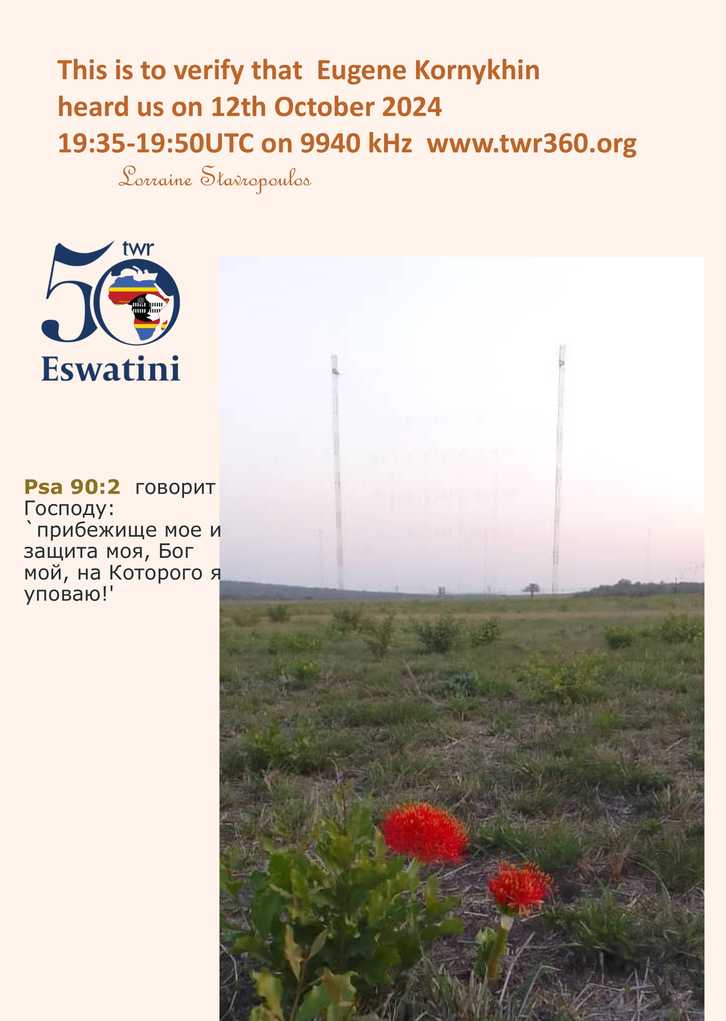 This is to verify that Eugene Kornykhin
heard us on 12th October 2024
19:35-19:50UTC on 9940 kHz www.twr360.org
Lorraine Stavropoulos
twr
50
Eswatini
Psa 90:2 говорит
Господу:
`прибежище мое и
защита моя, Бог
мой, на Которого я
уповаю!'